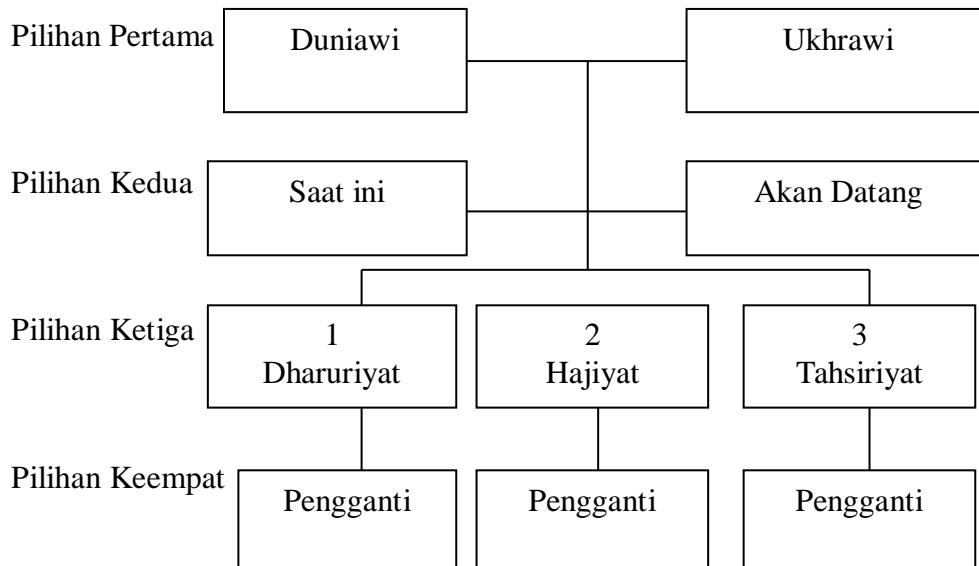 Pilihan Pertama
Duniawi
Ukhrawi
Pilihan Kedua
Saat ini
Akan Datang
Pilihan Ketiga
1
Dharuriyat
2
Hajiyat
3
Tahsiriyat
Pilihan Keempat
Pengganti
Pengganti
Pengganti